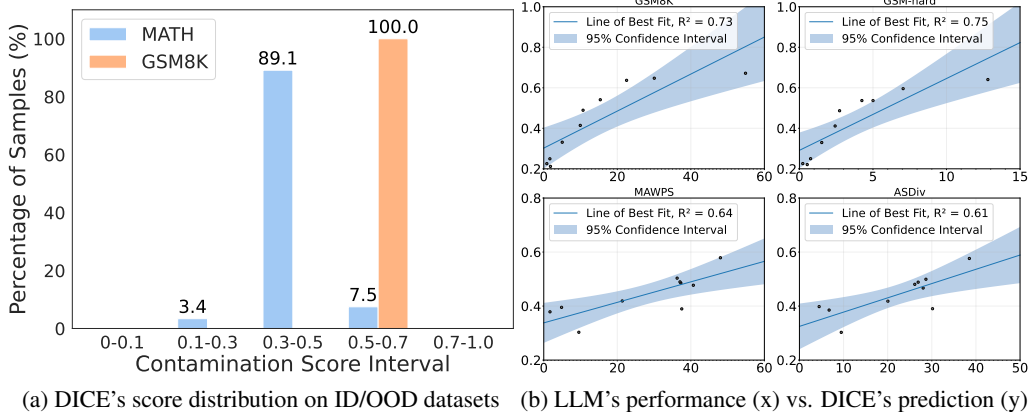 MATH
GSM8K
Percentage of Samples (%)
100
80
60
40
20
0
3.4
89.1
7.5
100.0
0-0.1
0.1-0.3
0.3-0.5
0.5-0.7
0.7-1.0
Contamination Score Interval
(a) DICE's score distribution on ID/OOD datasets
GSM8K
Line of Best Fit, R² = 0.73
95% Confidence Interval
1.0
0.8
0.6
0.4
0.2
0
20
40
60
GSM-hard
Line of Best Fit, R² = 0.75
95% Confidence Interval
1.0
0.8
0.6
0.4
0.2
0
5
10
15
MAWPS
Line of Best Fit, R² = 0.64
95% Confidence Interval
0.8
0.6
0.4
0.2
0
20
40
60
ASDiv
Line of Best Fit, R² = 0.61
95% Confidence Interval
0.8
0.6
0.4
0.2
0
10
20
30
40
50
(b) LLM's performance (x) vs. DICE's prediction (y)